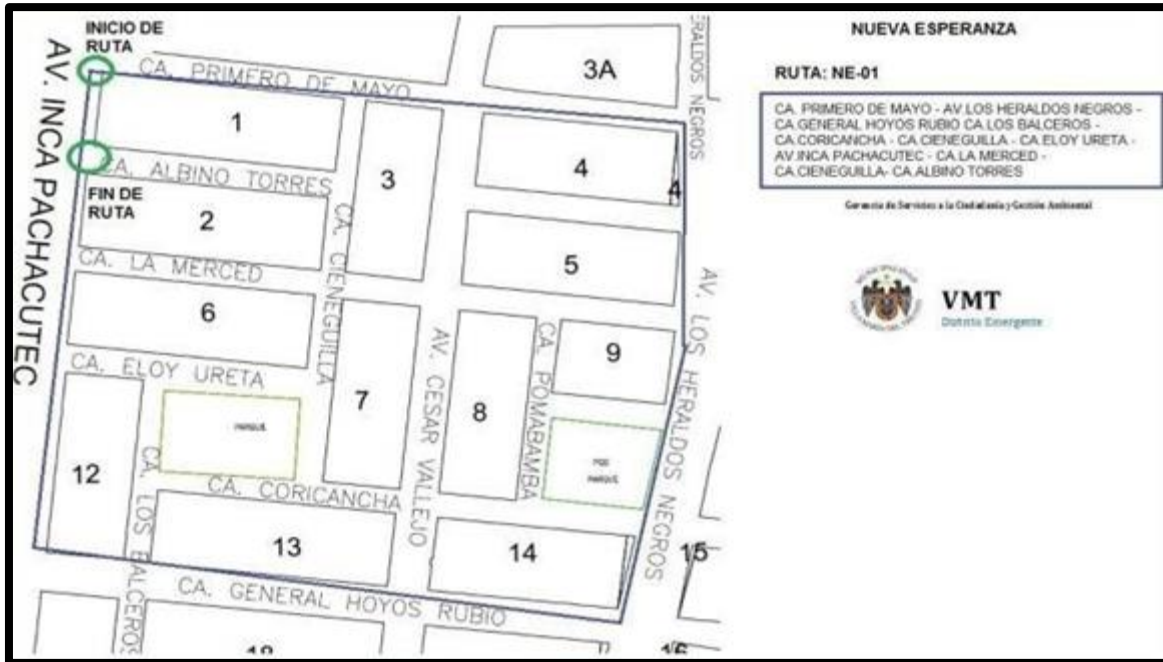 INICIO DE
RUTA
CA. PRIMERO DE MAYO
3A
ERALDOS NEGROS
AV. INCA PACHACUTEC
1
3
4
4
CA. ALBINO TORRES
FIN DE
RUTA
2
CA. LA MERCED
CA. CIENEGUILLA
5
AV. LOS HERALDOS NEGROS
6
9
CA. ELOY URETA
7
AV. CESAR VALLEJO
8
CA. POMABAMBA
PARQUE
PARQUE
12
CA. LOS BALCEROS
CA. CORICANCHA
13
14
15
CA. GENERAL HOYOS RUBIO
16
NUEVA ESPERANZA
RUTA: NE-01
CA. PRIMERO DE MAYO - AV LOS HERALDOS NEGROS -
CA GENERAL HOYOS RUBIO CA LOS BALCEROS -
CA.CORICANCHA - CA.CIENEGUILLA - CA.ELOY URETA -
AV.INCA PACHACUTEC - CA LA MERCED -
CA.CIENEGUILLA- CA.ALBINO TORRES
Gerencia de Servicios a la Ciudadanía y Gestión Ambiental
VMT
Distrito Emergente